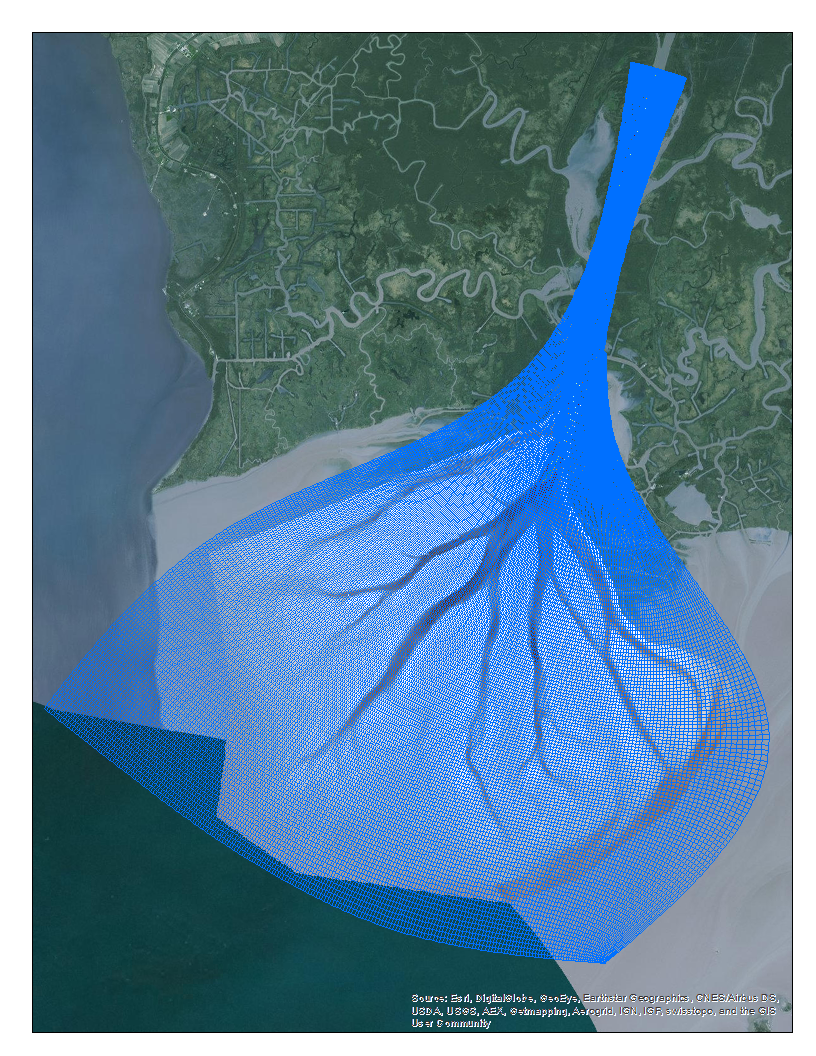 Source: Esri, DigitalGlobe, GeoEye, Earthstar Geographics, CNES/Airbus DS,
USDA, USGS, AEX, Getmapping, Aerogrid, IGN, IGP, swisstopo, and the GIS
User Community